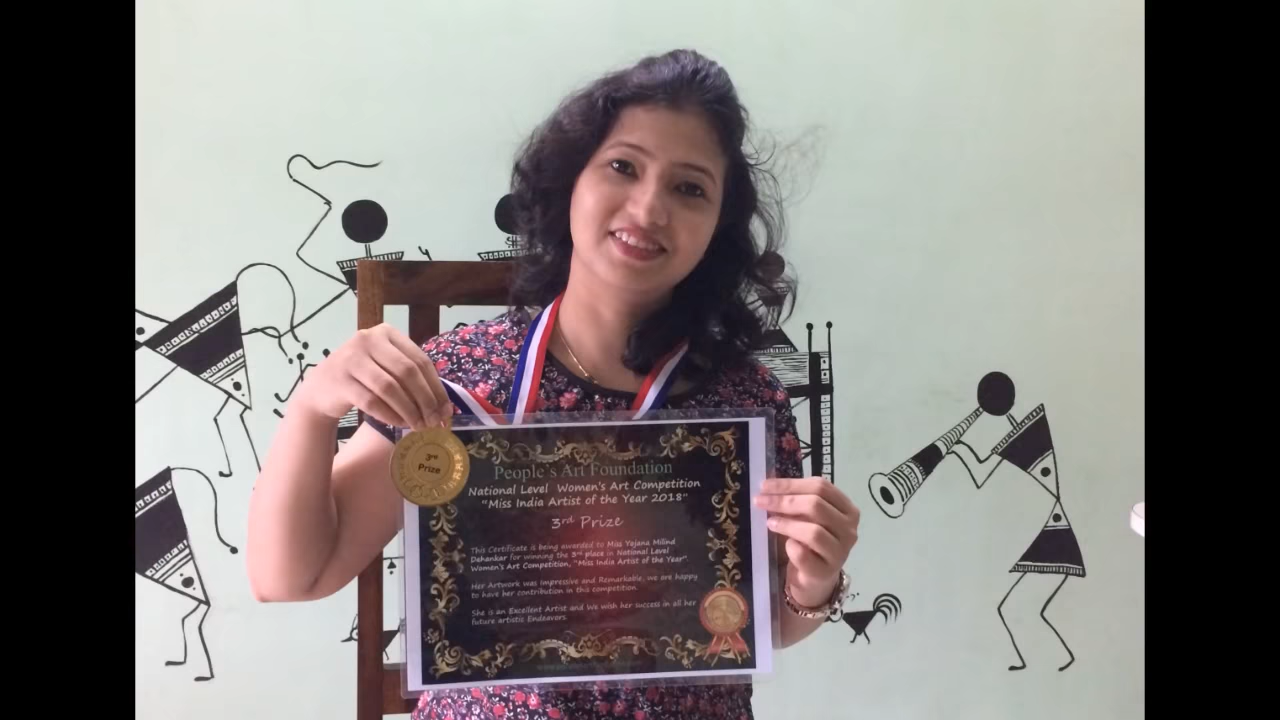 3rd
Prize
People's Art Foundation
National Level Women's Art Competition
"Miss India Artist of the Year 2018"
3rd Prize
This Certificate is being awarded to Miss Yajana Milind
Dehankar for winning the 3rd place in National Level
Women's Art Competition, "Miss India Artist of the Year".
Her Artwork was Impressive and Remarkable, we are happy
to have her contribution in this competition.
She is an Excellent Artist and We wish her success in all her
future artistic Endeavors.